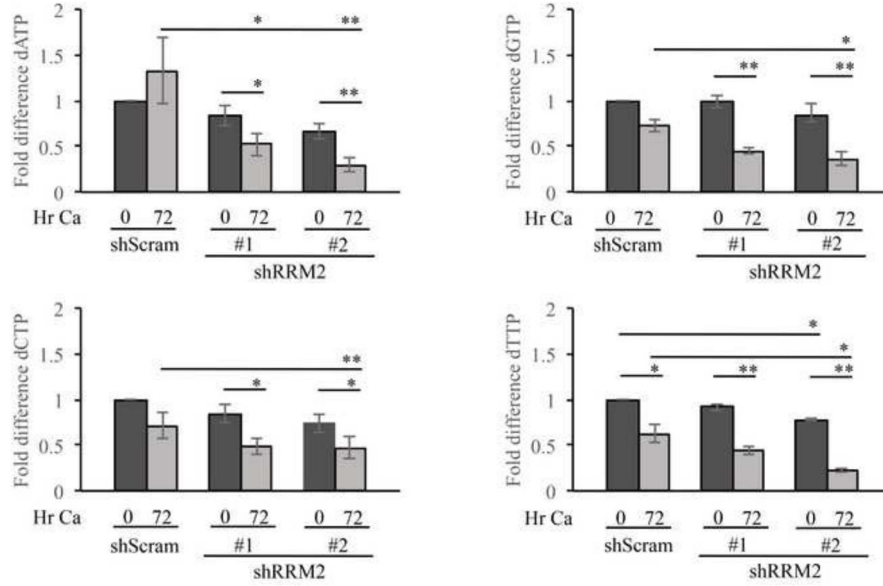 Fold difference dATP
2
1.5
1
0.5
0
* **
*
**
Hr Ca 0 72 0 72 0 72
shScram #1 #2
shRRM2
Fold difference dGTP
2
1.5
1
0.5
0
*
** **
Hr Ca 0 72 0 72 0 72
shScram #1 #2
shRRM2
Fold difference dCTP
2
1.5
1
0.5
0
**
* *
Hr Ca 0 72 0 72 0 72
shScram #1 #2
shRRM2
Fold difference dTTP
2
1.5
1
0.5
0
*
*
* ** **
Hr Ca 0 72 0 72 0 72
shScram #1 #2
shRRM2